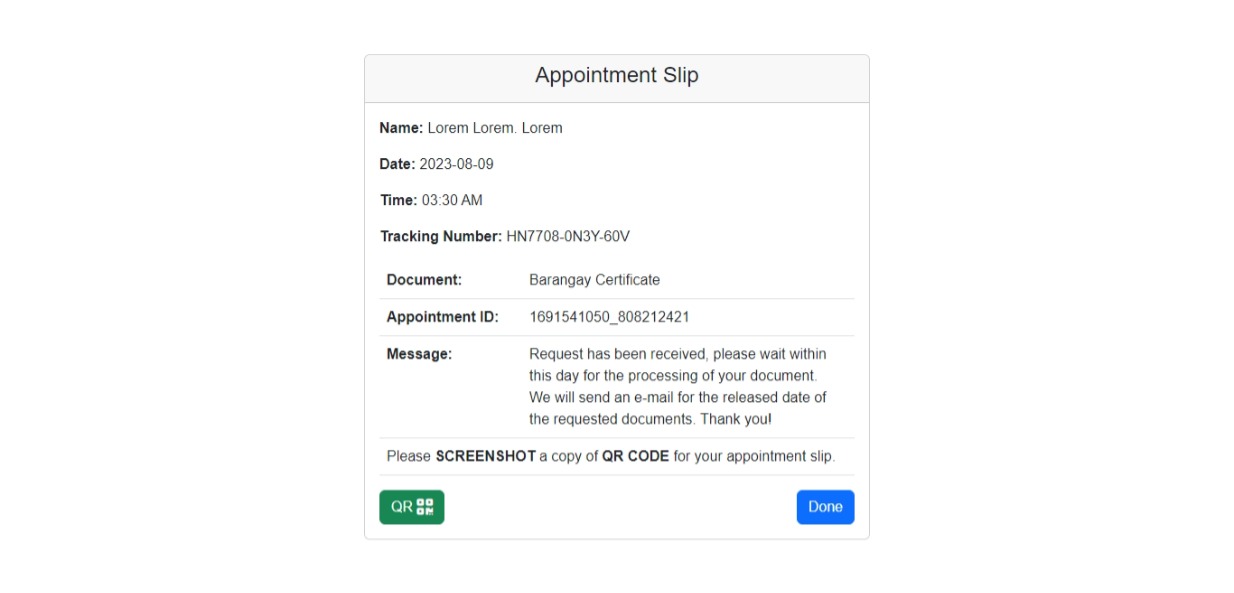 Appointment Slip
Name: Lorem Lorem. Lorem
Date: 2023-08-09
Time: 03:30 AM
Tracking Number: HN7708-0N3Y-60V
Document: Barangay Certificate
Appointment ID: 1691541050_808212421
Message: Request has been received, please wait within
this day for the processing of your document.
We will send an e-mail for the released date of
the requested documents. Thank you!
Please SCREENSHOT a copy of QR CODE for your appointment slip.
QR
Done